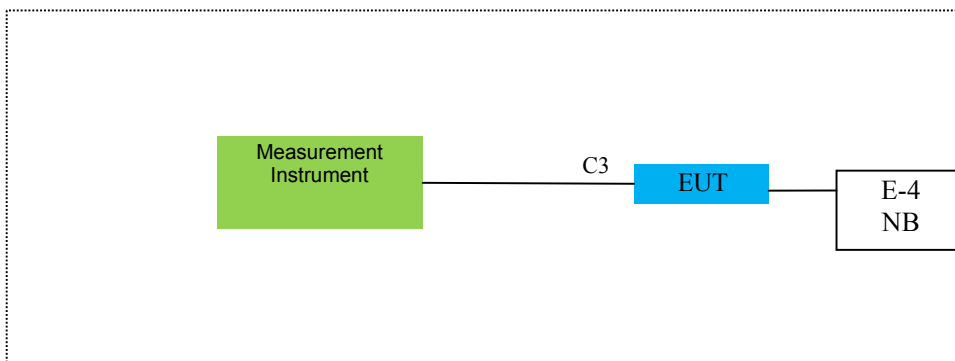 Measurement
Instrument
C3
EUT
E-4
NB